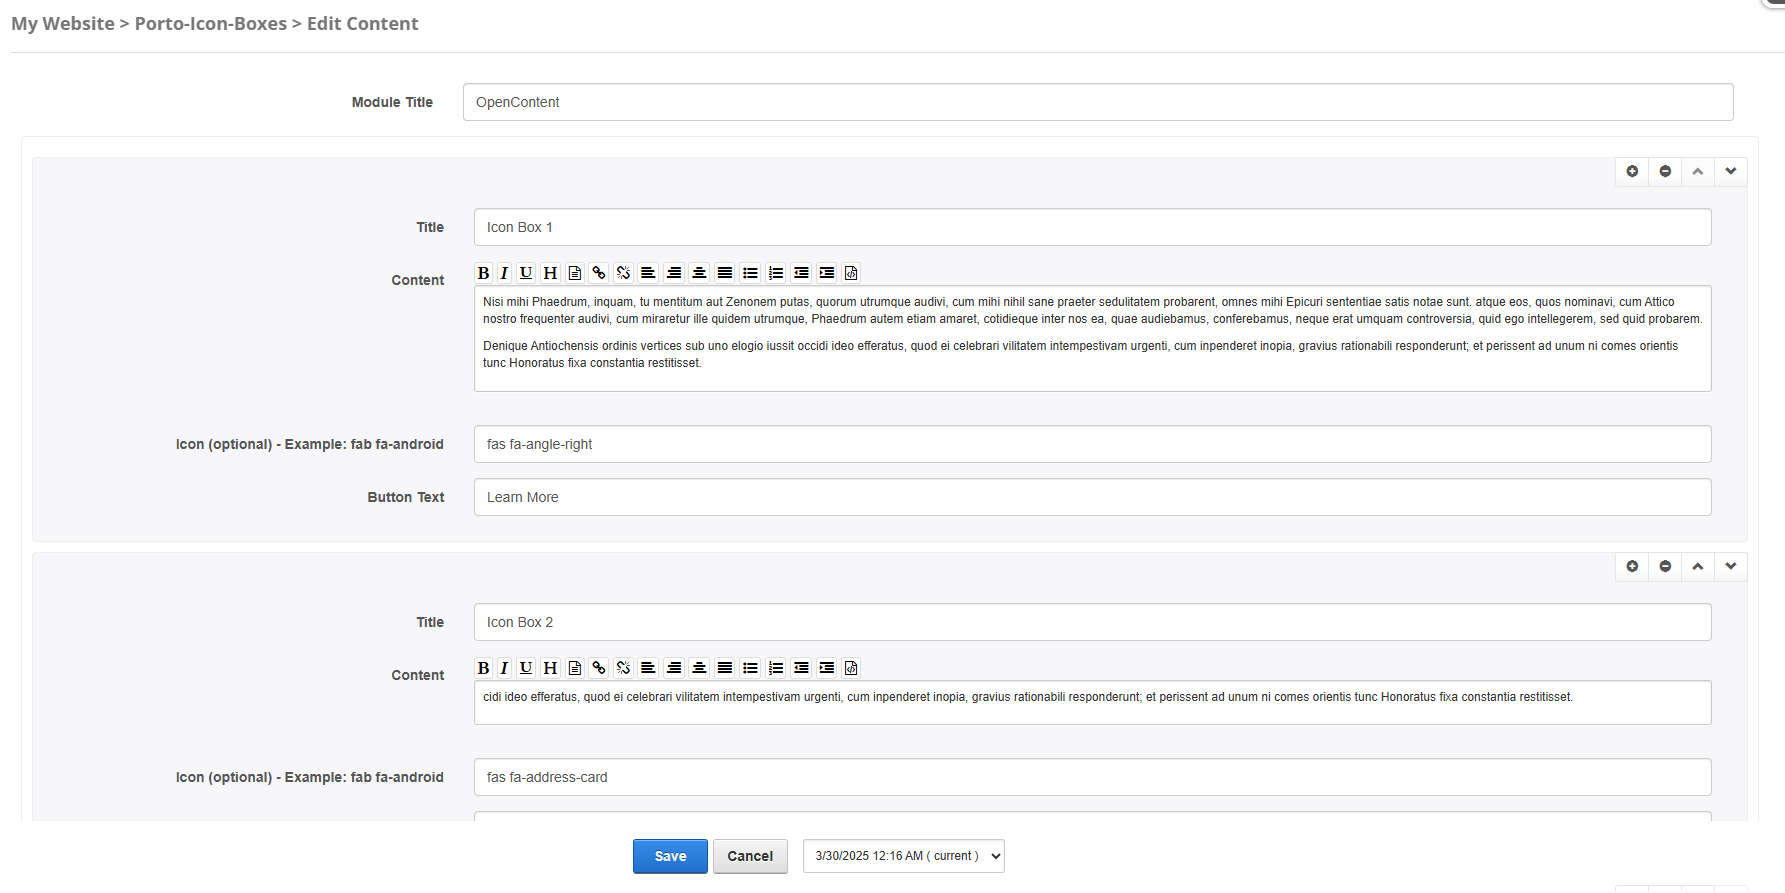 My Website > Porto-Icon-Boxes > Edit Content
Module Title
OpenContent
Title
Icon Box 1
Content
B I U H
Nisi mihi Phaedrum, inquam, tu mentitum aut Zenonem putas, quorum utrumque audivi, cum mihi nihil sane praeter sedulitatem probarent, omnes mihi Epicuri sententiae satis notae sunt. atque eos, quos nominavi, cum Attico
nostro frequenter audivi, cum miraretur ille quidem utrumque, Phaedrum autem etiam amaret, cotidieque inter nos ea, quae audiebamus, conferebamus, neque erat umquam controversia, quid ego intellegerem, sed quid probarem.
Denique Antiochensis ordinis vertices sub uno elogio iussit occidi ideo efferatus, quod ei celebrari vilitatem intempestivam urgenti, cum inpenderet inopia, gravius rationabili responderunt; et perissent ad unum ni comes orientis
tunc Honoratus fixa constantia restitisset.
Icon (optional) - Example: fab fa-android
fas fa-angle-right
Button Text
Learn More
Title
Icon Box 2
Content
B I U H
cidi ideo efferatus, quod ei celebrari vilitatem intempestivam urgenti, cum inpenderet inopia, gravius rationabili responderunt; et perissent ad unum ni comes orientis tunc Honoratus fixa constantia restitisset.
Icon (optional) - Example: fab fa-android
fas fa-address-card
Save
Cancel
3/30/2025 12:16 AM ( current )